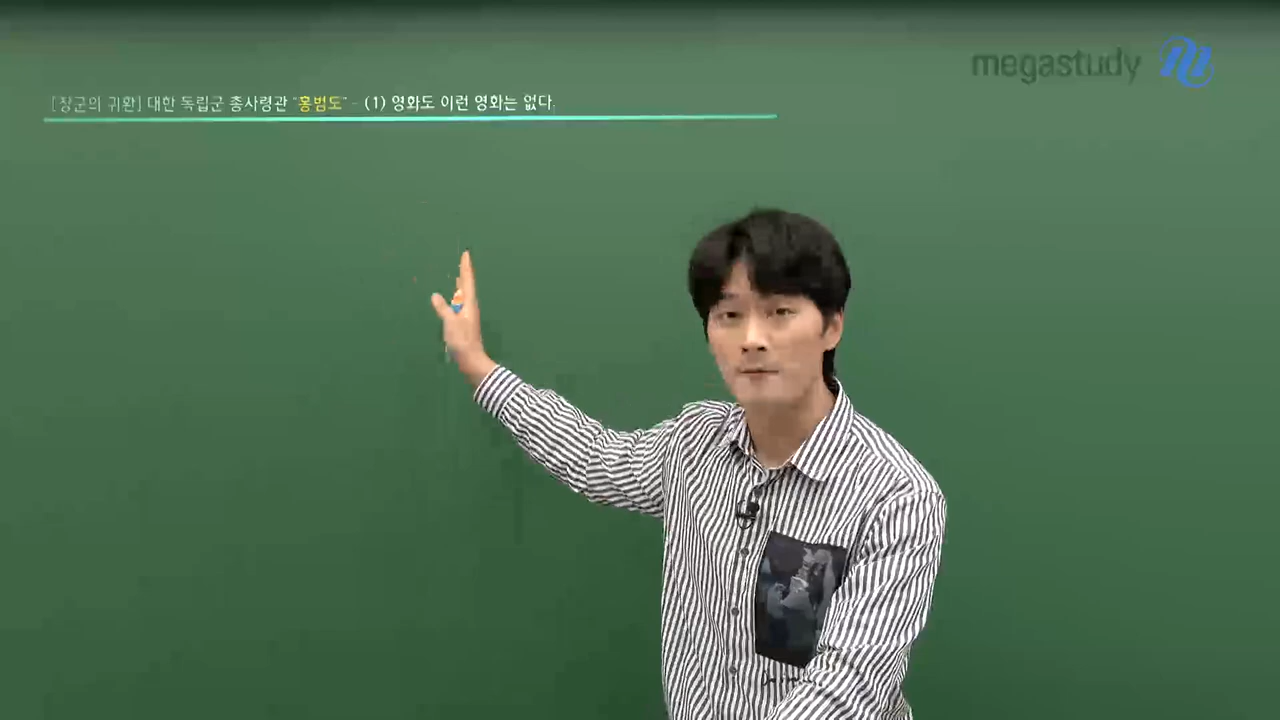 megastudy
[장군의 귀환] 대한 독립군 총사령관 "홍범도" - (1) 영화도 이런 영화는 없다.